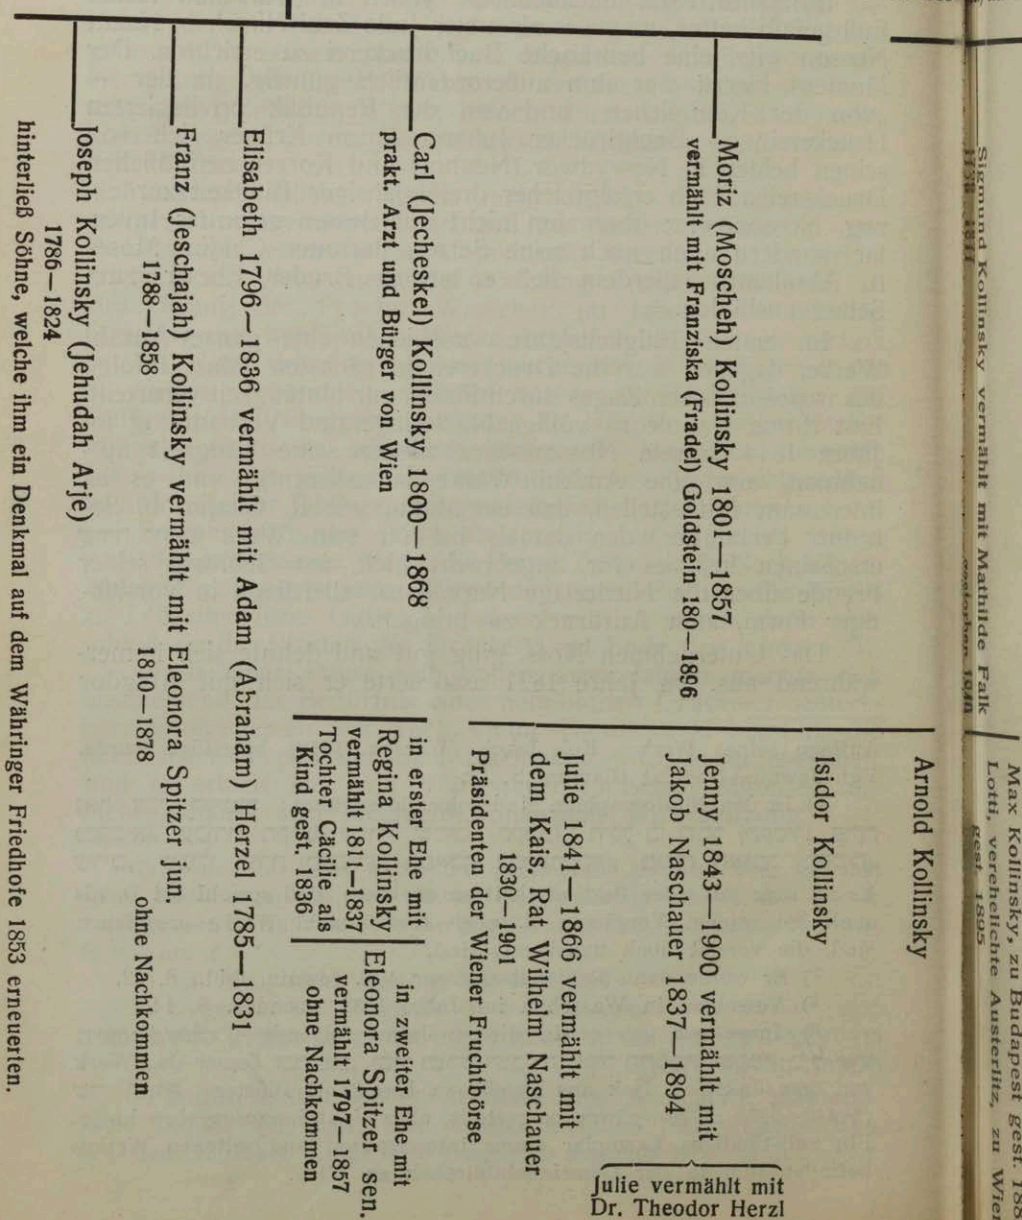 Max Kollinsky, zu Budapest gest.
Lotti, verehelichte Austerlitz, zu
gest. 1895
Sigmund Kollinsky vermählt mit Mathilde Falk
gestorben 1940
Arnold Kollinsky
Isidor Kollinsky
Moriz (Moscheh) Kollinsky 1801—1857
vermählt mit Franziska (Fradel) Goldstein 180—1896
Jenny 1843—1900 vermählt mit
Jakob Naschauer 1837—1894
Julie vermählt mit
Dr. Theodor Herzl
Julie 1841—1866 vermählt mit
dem Kais. Rat Wilhelm Naschauer
1830—1901
Präsidenten der Wiener Fruchtbörse
Carl (Jecheskel) Kollinsky 1800—1868
prakt. Arzt und Bürger von Wien
in erster Ehe mit
Regina Kollinsky
vermählt 1811—1837
Tochter Cäcilie als
Kind gest. 1836
in zweiter Ehe mit
Eleonora Spitzer sen.
vermählt 1797—1857
ohne Nachkommen
Elisabeth 1796—1836 vermählt mit Adam (Abraham) Herzel 1785—1831
Franz (Jeschajah) Kollinsky vermählt mit Eleonora Spitzer jun.
1788—1858 1810—1878 ohne Nachkommen
Joseph Kollinsky (Jehudah Arje)
1786—1824
hinterließ Söhne, welche ihm ein Denkmal auf dem Währinger Friedhofe 1853 erneuerten.